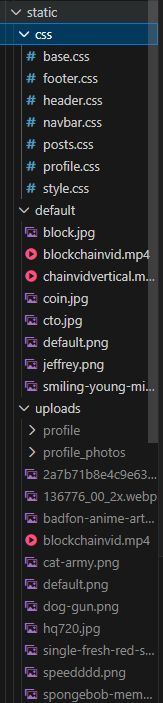 static
css
base.css
footer.css
header.css
navbar.css
posts.css
profile.css
style.css
default
block.jpg
blockchainvid.mp4
chainvidvertical.m...
coin.jpg
cto.jpg
default.png
jeffrey.png
smiling-young-mi...
uploads
profile
profile_photos
2a7b71b8e4c9e63...
136776_00_2x.webp
badfon-anime-art...
blockchainvid.mp4
cat-army.png
default.png
dog-gun.png
hq720.jpg
single-fresh-red-s...
speedddd.png
spongebob-mem...